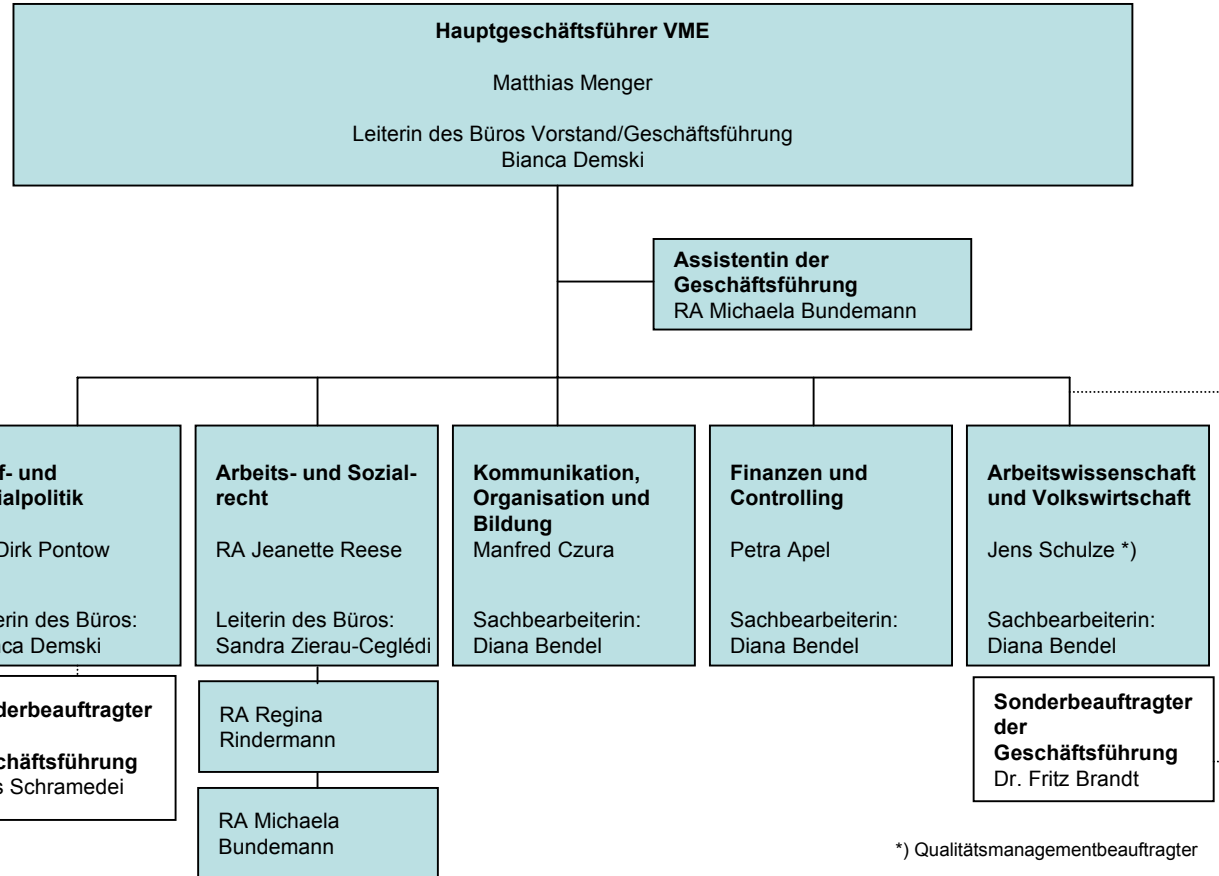 Hauptgeschäftsführer VME
Matthias Menger
Leiterin des Büros Vorstand/Geschäftsführung
Bianca Demski
Assistentin der
Geschäftsführung
RA Michaela Bundemann
f- und
ialpolitik
Dirk Pontow
erin des Büros:
nca Demski
derbeauftragter
chäftsführung
s Schramedei
Arbeits- und Sozial-
recht
RA Jeanette Reese
Leiterin des Büros:
Sandra Zierau-Ceglédi
RA Regina
Rindermann
RA Michaela
Bundemann
Kommunikation,
Organisation und
Bildung
Manfred Czura
Sachbearbeiterin:
Diana Bendel
Finanzen und
Controlling
Petra Apel
Sachbearbeiterin:
Diana Bendel
Arbeitswissenschaft
und Volkswirtschaft
Jens Schulze *)
Sachbearbeiterin:
Diana Bendel
Sonderbeauftragter
der
Geschäftsführung
Dr. Fritz Brandt
*) Qualitätsmanagementbeauftragter